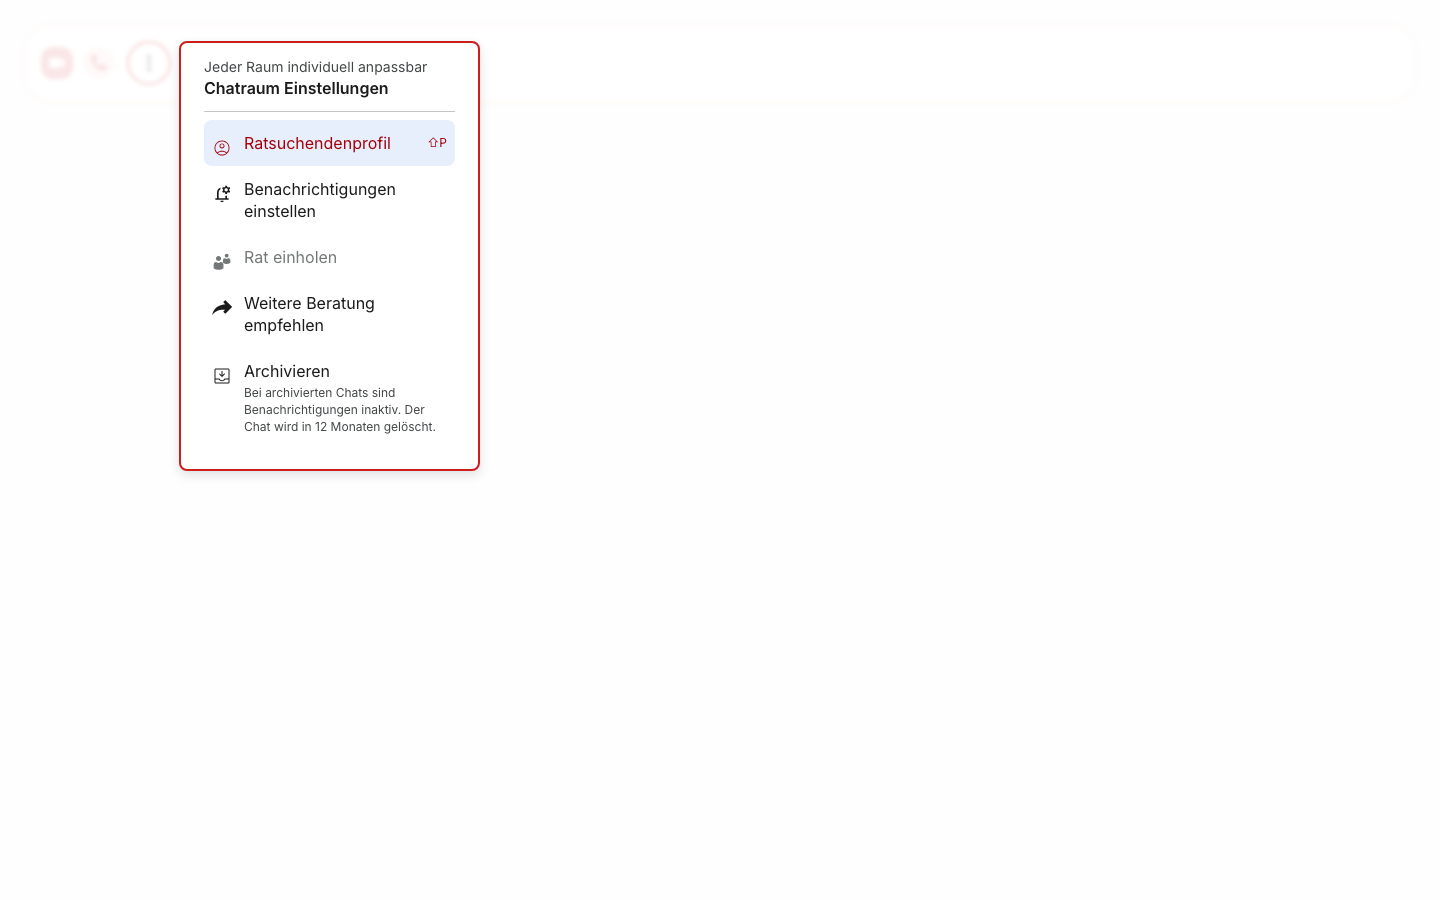 Jeder Raum individuell anpassbar
Chatraum Einstellungen
Ratsuchendenprofil ⇧P
Benachrichtigungen
einstellen
Rat einholen
Weitere Beratung
empfehlen
Archivieren
Bei archivierten Chats sind
Benachrichtigungen inaktiv. Der
Chat wird in 12 Monaten gelöscht.